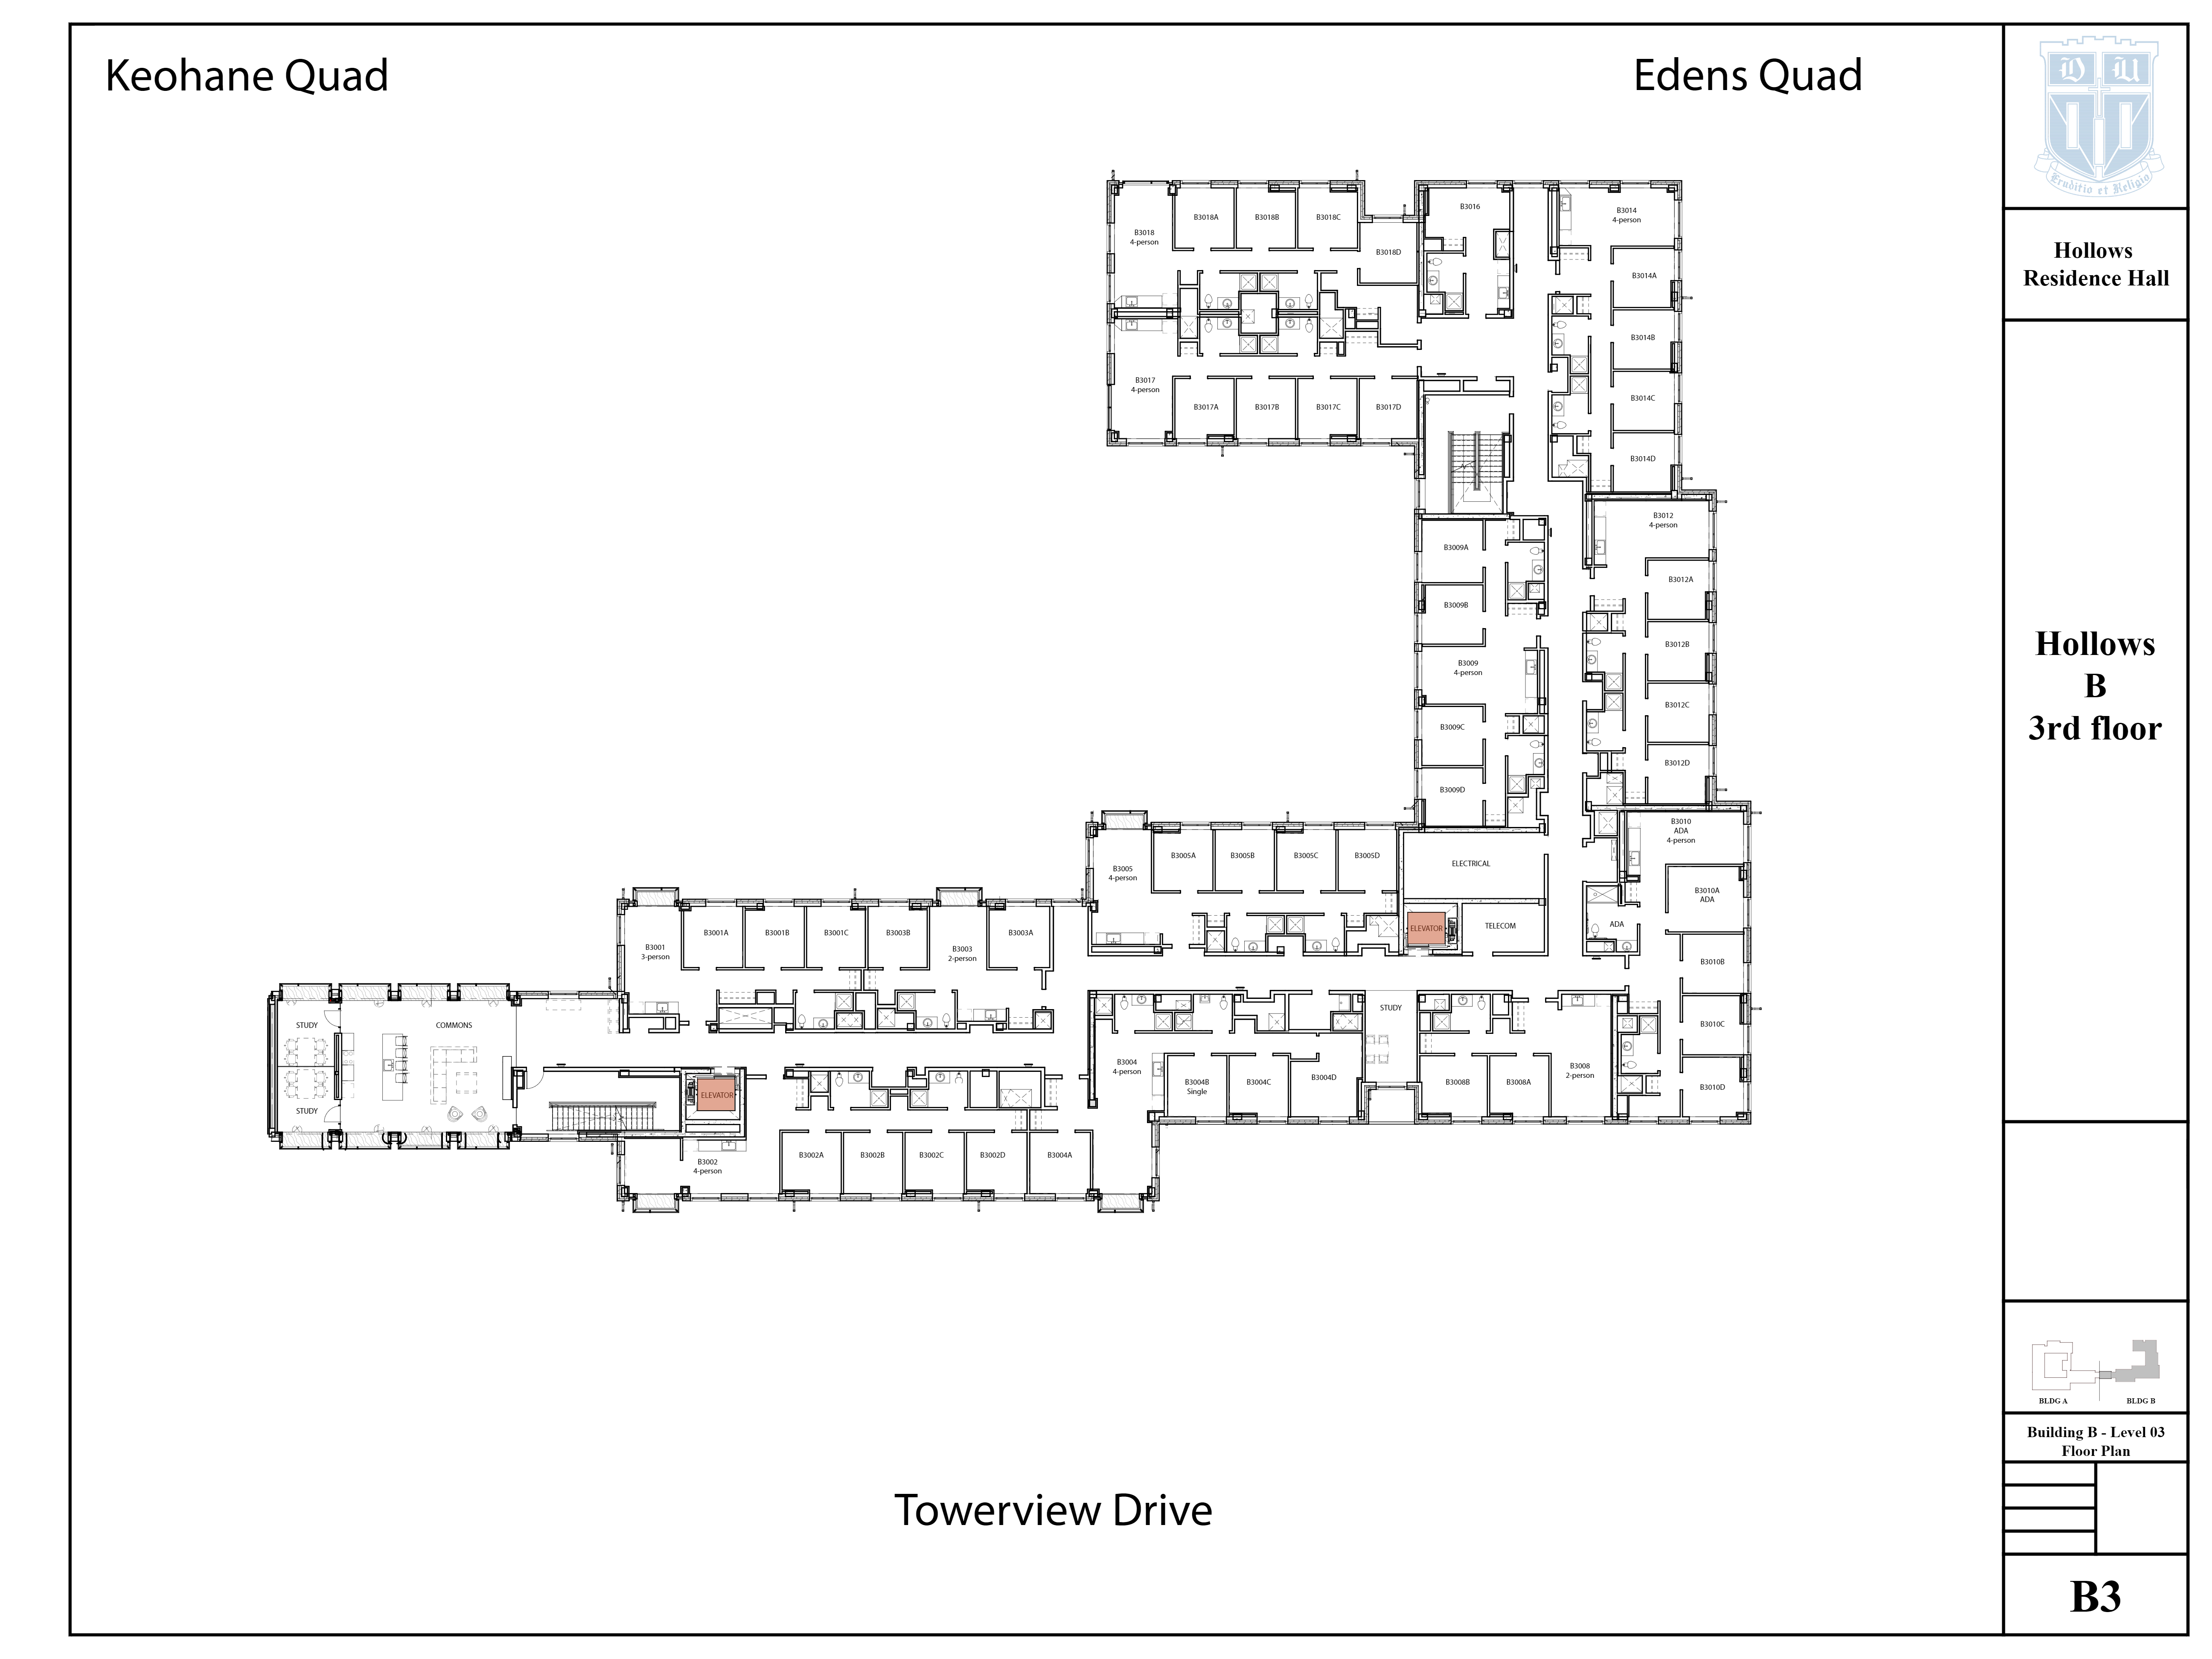 Keohane Quad
Edens Quad
B3018
4-person
B3018A
B3018B
B3018C
B3018D
B3016
B3014
4-person
B3014A
B3014B
B3014C
B3014D
B3017
4-person
B3017A
B3017B
B3017C
B3017D
B3012
4-person
B3012A
B3012B
B3012C
B3012D
B3009A
B3009B
B3009
4-person
B3009C
B3009D
B3010
ADA
4-person
B3010A
ADA
ADA
B3010B
B3010C
B3010D
B3005
4-person
B3005A
B3005B
B3005C
B3005D
ELECTRICAL
ELEVATOR
TELECOM
B3001
3-person
B3001A
B3001B
B3001C
B3003B
B3003
2-person
B3003A
STUDY
COMMONS
STUDY
ELEVATOR
B3004
4-person
B3004B
Single
B3004C
B3004D
STUDY
B3008B
B3008A
B3008
2-person
B3002
4-person
B3002A
B3002B
B3002C
B3002D
B3004A
Towerview Drive
D U
Eruditio et Religio
Hollows
Residence Hall
Hollows
B
3rd floor
BLDG A
BLDG B
Building B - Level 03
Floor Plan
B3